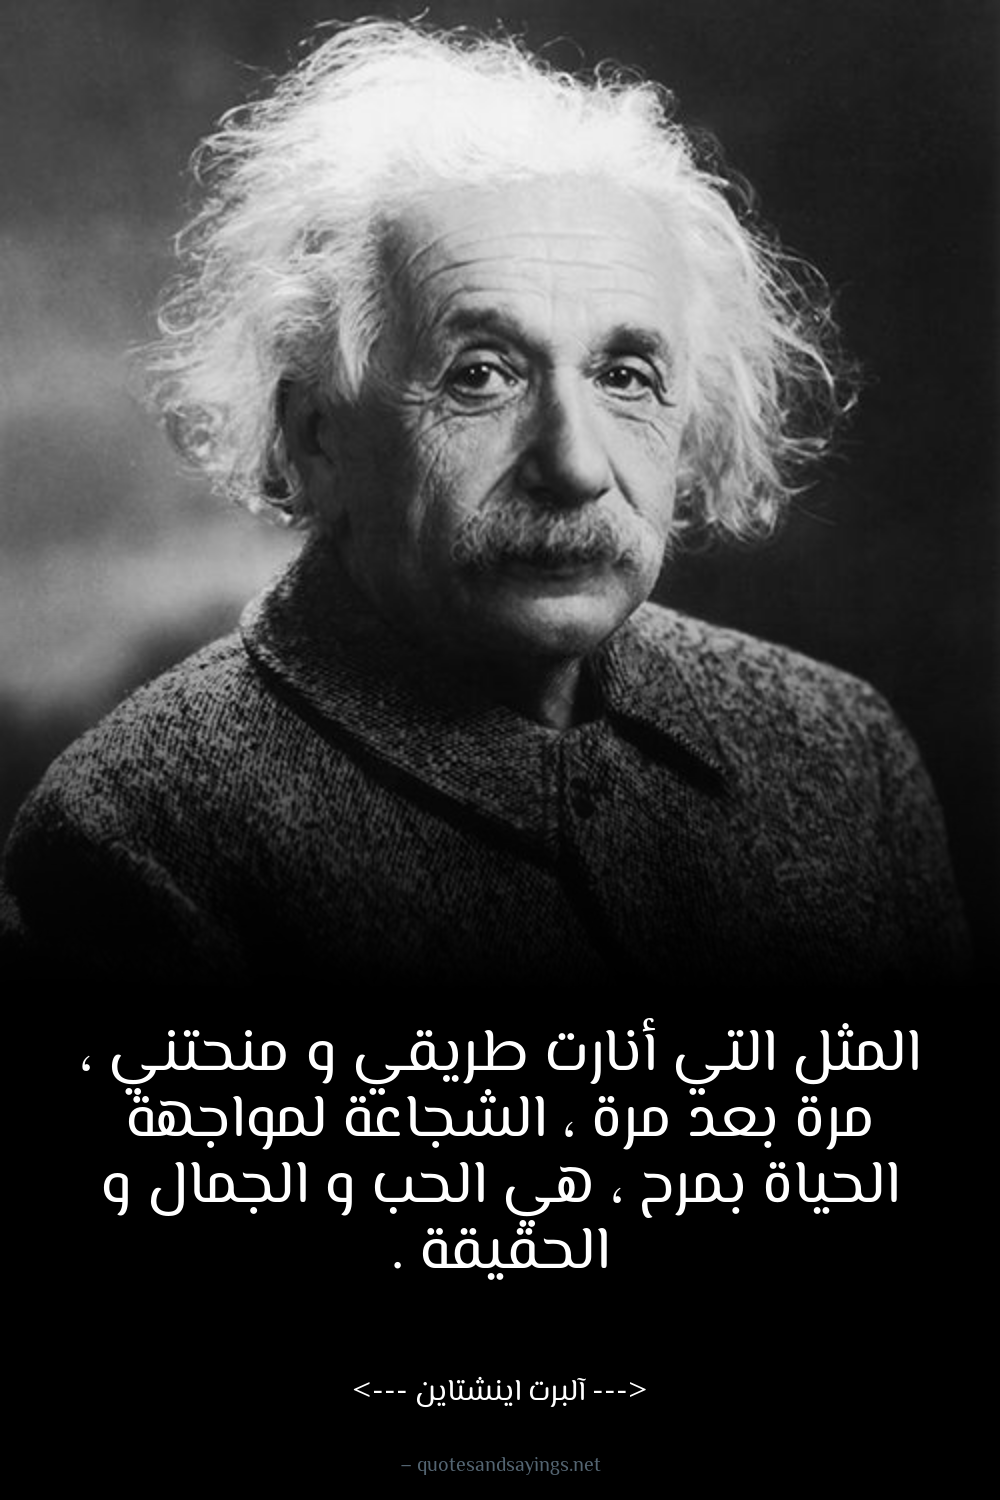 المثل التي أنارت طريقي و منحتني ،
مرة بعد مرة ، الشجاعة لمواجهة
الحياة بمرح ، هي الحب و الجمال و
الحقيقة .
<--- آلبرت اينشتاين --->
– quotesandsayings.net